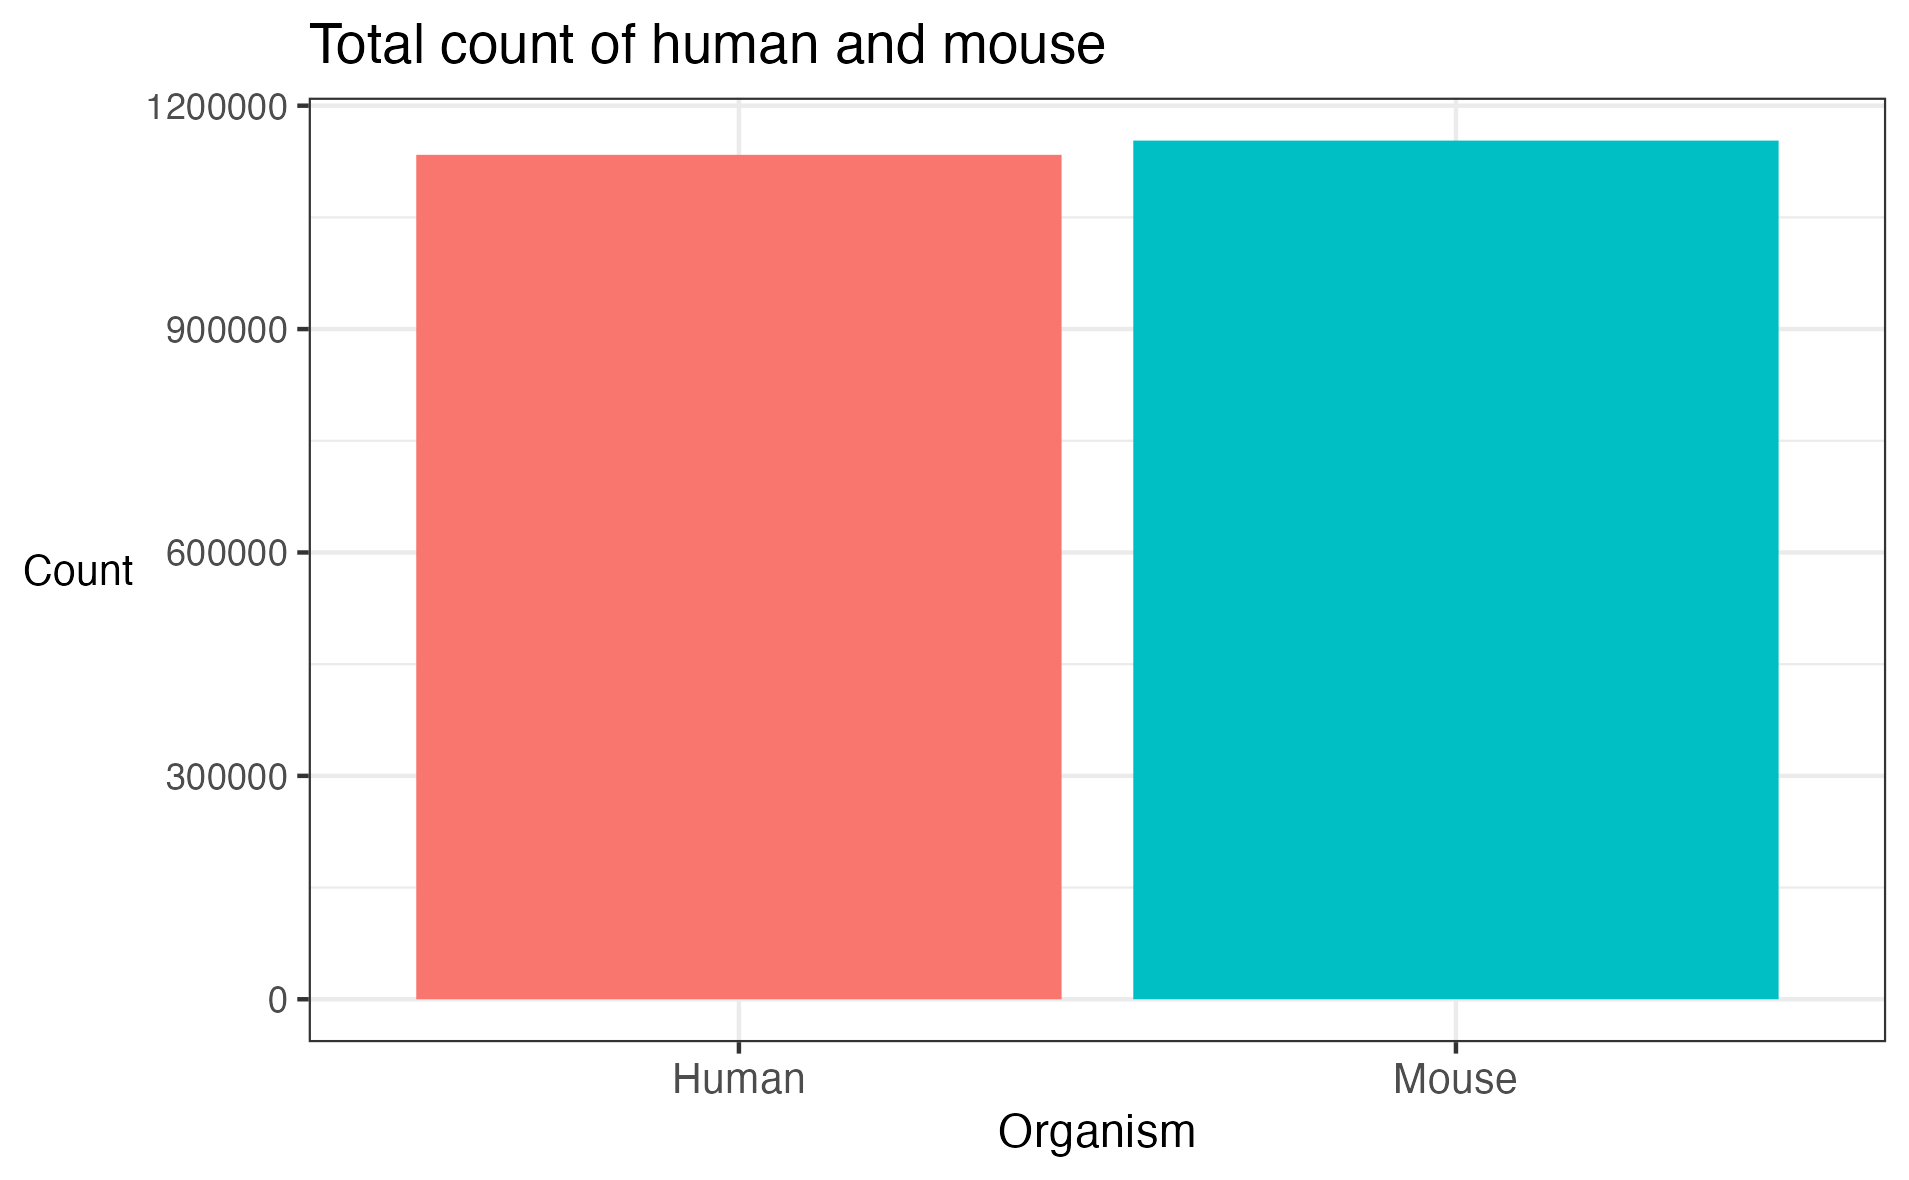 Total count of human and mouse
1200000
900000
600000
300000
0
Count
Human
Mouse
Organism